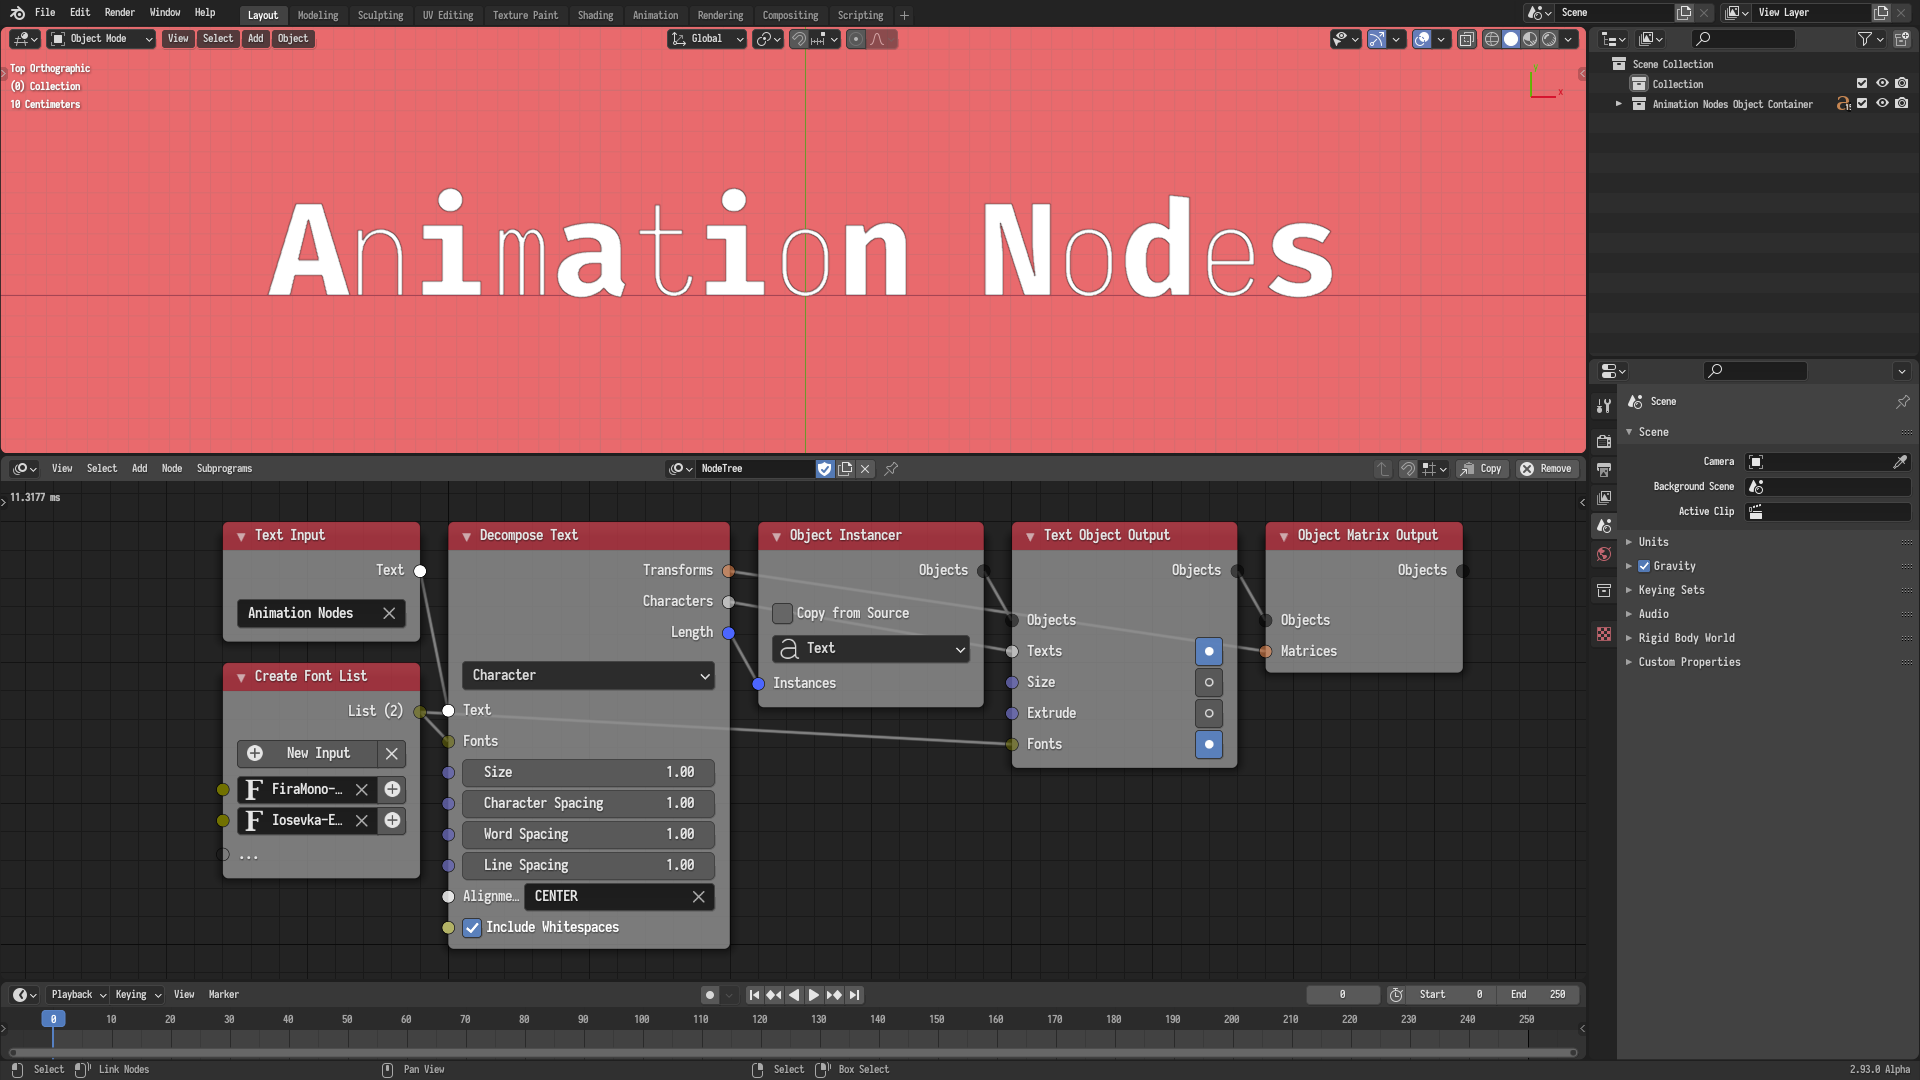 File Edit Render Window Help
Layout Modeling Sculpting UV Editing Texture Paint Shading Animation Rendering Compositing Scripting +
Scene
View Layer
Object Mode View Select Add Object
Global
Top Orthographic
(0) Collection
10 Centimeters
x
Animation Nodes
Scene Collection
Collection
Animation Nodes Object Container
Scene
Scene
Camera
Background Scene
Active Clip
Units
Gravity
Keying Sets
Audio
Rigid Body World
Custom Properties
View Select Add Node Subprograms
NodeTree
Copy Remove
11.3177 ms
Text Input
Text
Animation Nodes
Create Font List
List (2)
New Input
F FiraMono-…
F Iosevka-E…
...
Decompose Text
Transforms
Characters
Length
Character
Text
Fonts
Size 1.00
Character Spacing 1.00
Word Spacing 1.00
Line Spacing 1.00
Alignme… CENTER
Include Whitespaces
Object Instancer
Objects
Copy from Source
Text
Instances
Text Object Output
Objects
Objects
Texts
Size
Extrude
Fonts
Object Matrix Output
Objects
Objects
Matrices
Playback Keying View Marker
0 Start 0 End 250
0 10 20 30 40 50 60 70 80 90 100 110 120 130 140 150 160 170 180 190 200 210 220 230 240 250
Select Link Nodes Pan View Select Box Select 2.93.0 Alpha